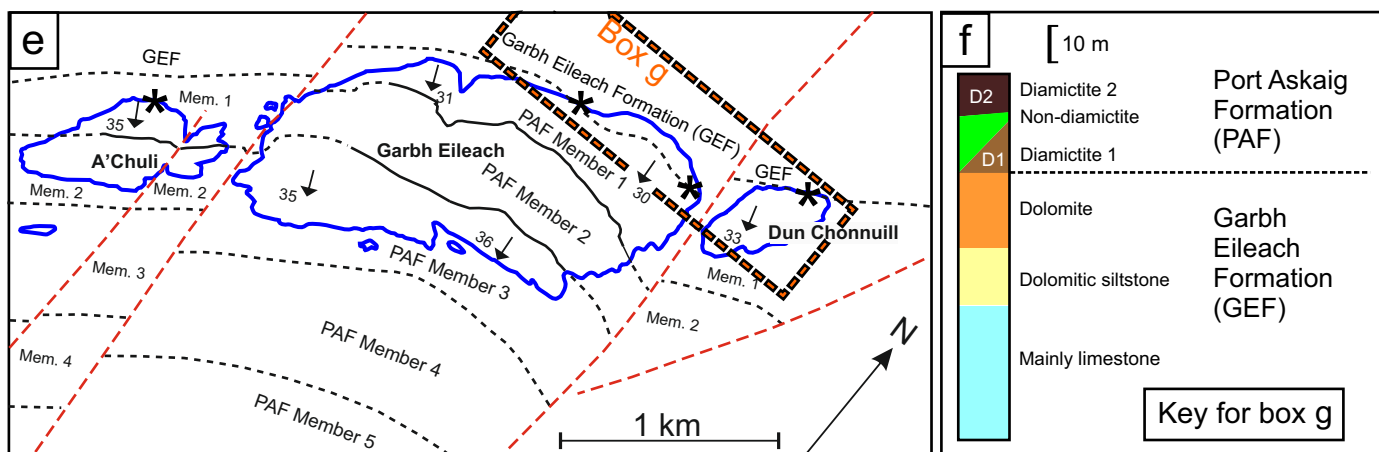 e
GEF
Mem. 1
35
A'Chuli
Mem. 2
Mem. 2
Mem. 3
Mem. 4
31
Garbh Eileach Formation (GEF)
Box g
PAF Member 1
Garbh Eileach
35
PAF Member 2
30
36
PAF Member 3
PAF Member 4
PAF Member 5
GEF
33
Dun Chonnuill
Mem. 1
Mem. 2
N
1 km
f
10 m
D2
Diamictite 2
Non-diamictite
D1
Diamictite 1
Port Askaig
Formation
(PAF)
Dolomite
Dolomitic siltstone
Mainly limestone
Garbh
Eileach
Formation
(GEF)
Key for box g